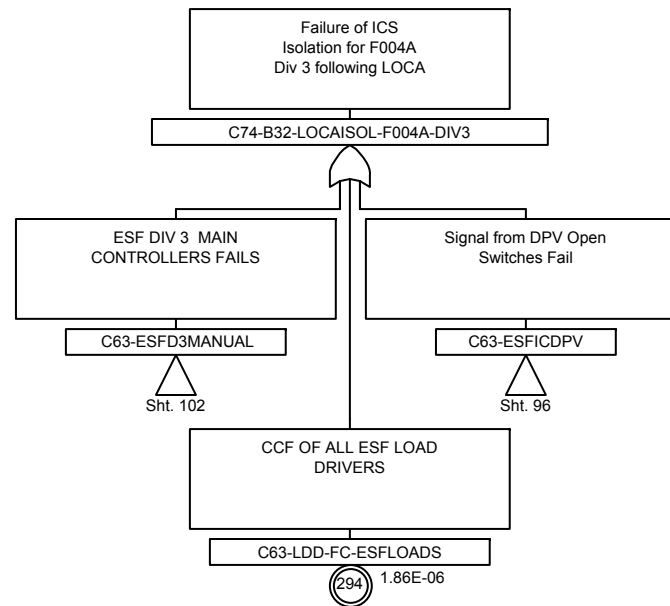 Failure of ICS
Isolation for F004A
Div 3 following LOCA
C74-B32-LOCAISOL-F004A-DIV3
ESF DIV 3 MAIN
CONTROLLERS FAILS
C63-ESFD3MANUAL
Sht. 102
Signal from DPV Open
Switches Fail
C63-ESFICDPV
Sht. 96
CCF OF ALL ESF LOAD
DRIVERS
C63-LDD-FC-ESFLOADS
294
1.86E-06